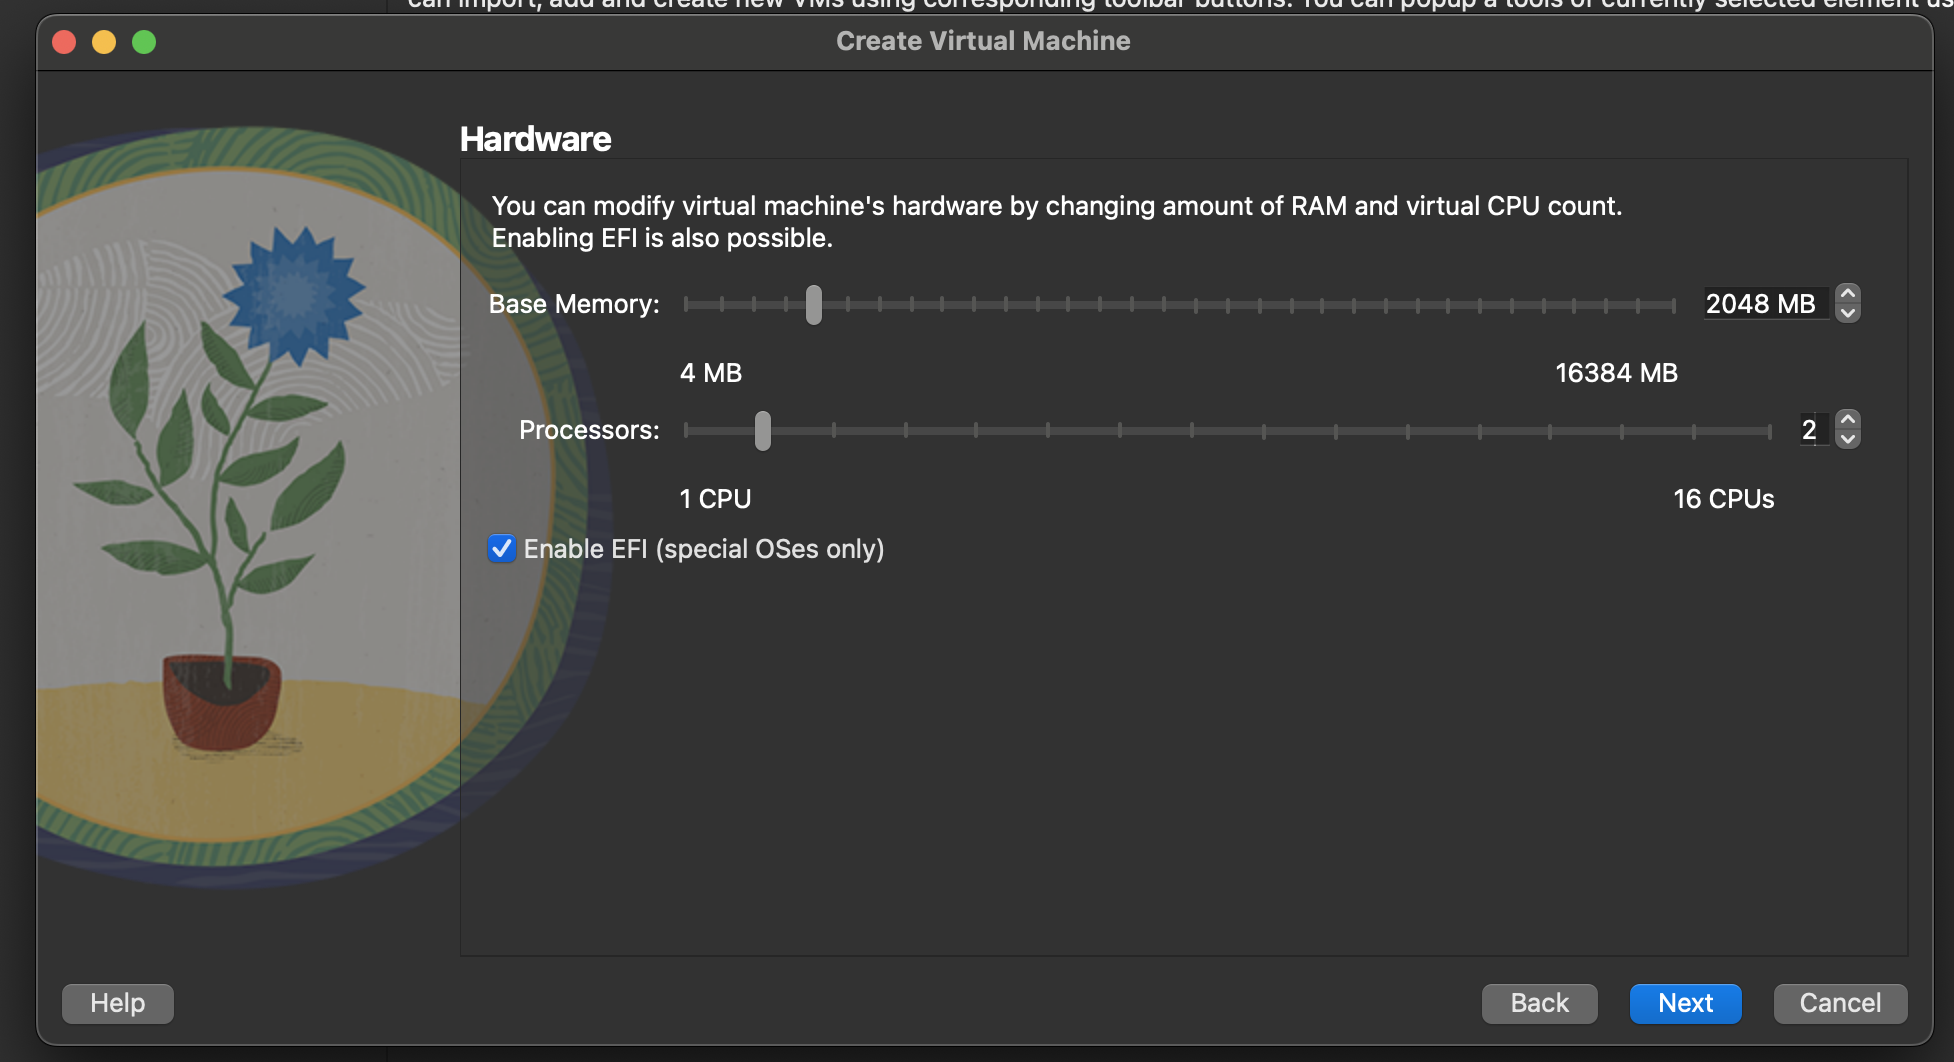 can import, add and create new VMs using corresponding toolbar buttons. You can popup a tools of currently selected element us
Create Virtual Machine
Hardware
You can modify virtual machine's hardware by changing amount of RAM and virtual CPU count.
Enabling EFI is also possible.
Base Memory: 2048 MB
4 MB 16384 MB
Processors: 2
1 CPU 16 CPUs
Enable EFI (special OSes only)
Help Back Next Cancel